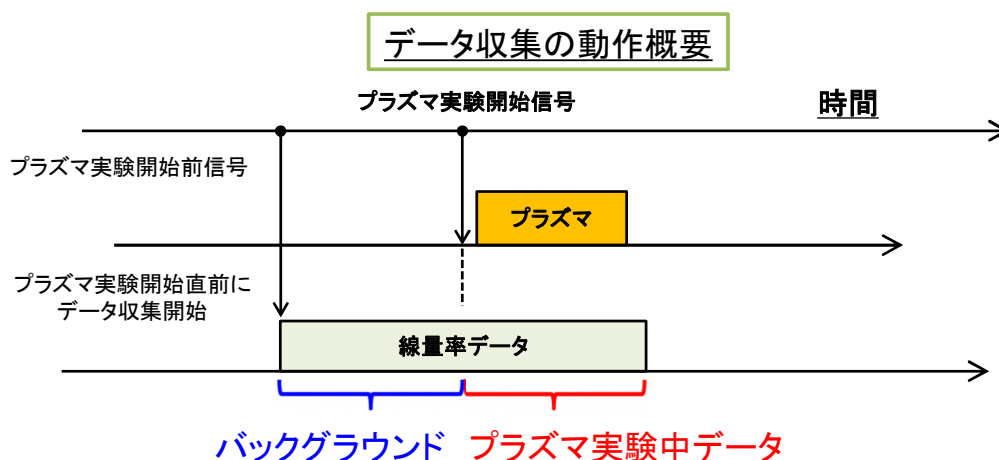 データ収集の動作概要
プラズマ実験開始信号
時間
プラズマ実験開始前信号
プラズマ
プラズマ実験開始直前に
データ収集開始
線量率データ
バックグラウンド
プラズマ実験中データ